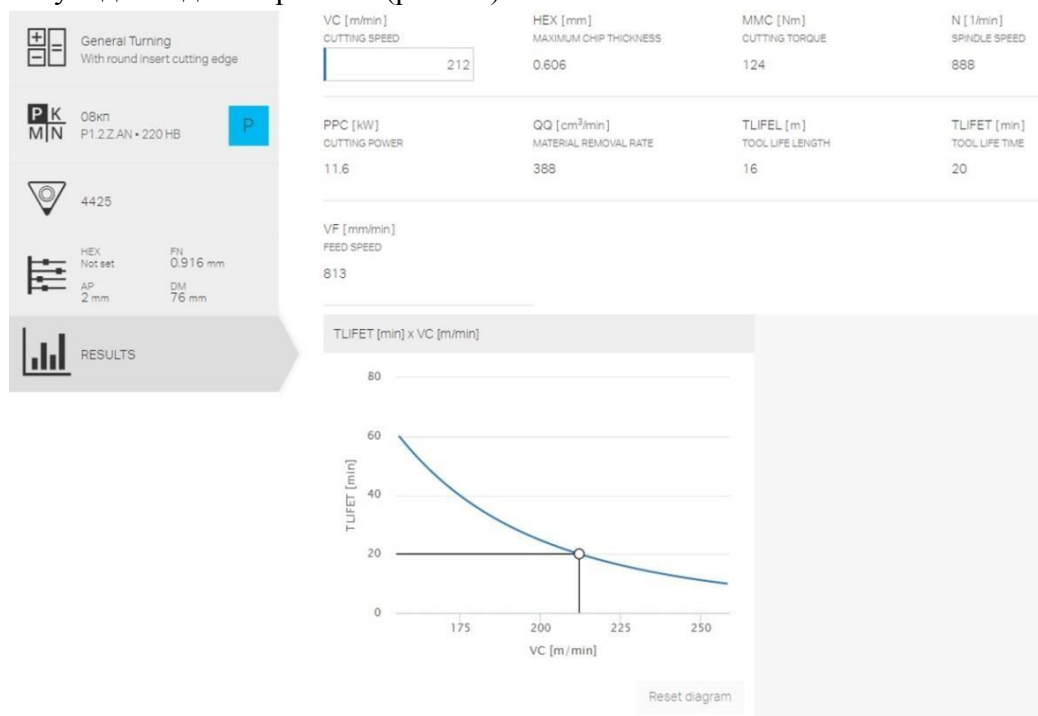 General Turning
With round insert cutting edge
P K
M N
08кп
P1.2.Z.AN • 220 HB
P
4425
HEX
Not set
FN
0.916 mm
AP
2 mm
DM
76 mm
RESULTS
VC [m/min]
CUTTING SPEED
212
HEX [mm]
MAXIMUM CHIP THICKNESS
0.606
MMC [Nm]
CUTTING TORQUE
124
N [1/min]
SPINDLE SPEED
888
PPC [kW]
CUTTING POWER
11.6
QQ [cm³/min]
MATERIAL REMOVAL RATE
388
TLIFEL [m]
TOOL LIFE LENGTH
16
TLIFET [min]
TOOL LIFE TIME
20
VF [mm/min]
FEED SPEED
813
TLIFET [min] x VC [m/min]
80
60
40
20
0
TLIFET [min]
175
200
225
250
VC [m/min]
Reset diagram